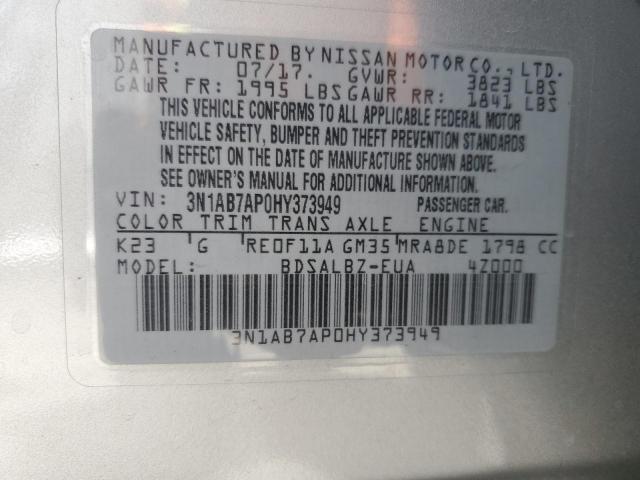 MANUFACTURED BY NISSAN MOTOR CO., LTD.
DATE: 07/17. GVWR: 3823 LBS
GAWR FR: 1995 LBS GAWR RR: 1841 LBS
THIS VEHICLE CONFORMS TO ALL APPLICABLE FEDERAL MOTOR
VEHICLE SAFETY, BUMPER AND THEFT PREVENTION STANDARDS
IN EFFECT ON THE DATE OF MANUFACTURE SHOWN ABOVE.
SEE OWNER'S MANUAL FOR ADDITIONAL INFORMATION.
VIN: 3N1AB7AP0HY373949 PASSENGER CAR.
COLOR TRIM TRANS AXLE ENGINE
K23 G RE0F11A GM35 MRA8DE 1798 CC
MODEL: BDSALBZ-EUA 4Z000
3N1AB7AP0HY373949